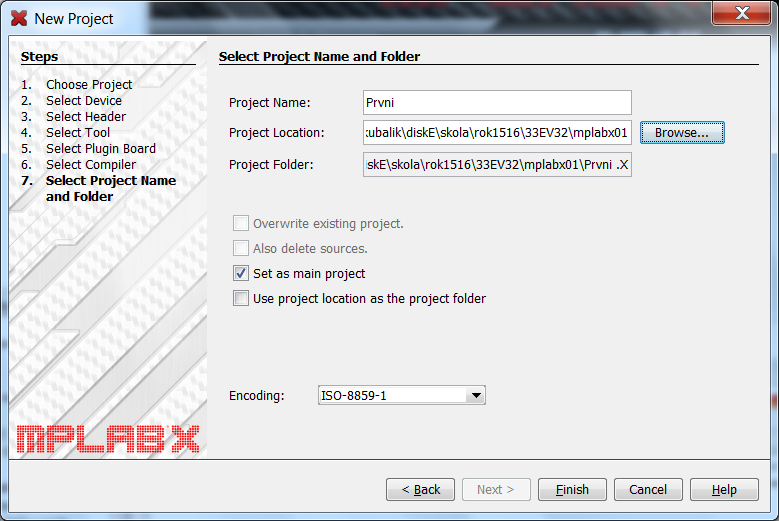 New Project
Steps
1. Choose Project
2. Select Device
3. Select Header
4. Select Tool
5. Select Plugin Board
6. Select Compiler
7. Select Project Name
and Folder
MPLAB X
Select Project Name and Folder
Project Name: Prvni
Project Location: :ubalik\diskE\skola\rok1516\33EV32\mplabx01 Browse...
Project Folder: skE\skola\rok1516\33EV32\mplabx01\Prvni .X
Overwrite existing project.
Also delete sources.
Set as main project
Use project location as the project folder
Encoding: ISO-8859-1
< Back Next > Finish Cancel Help